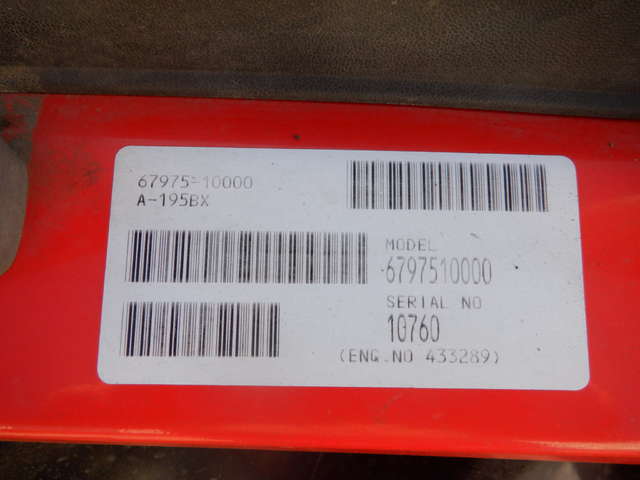 67975-10000
A-195BX
MODEL
6797510000
SERIAL NO
10760
(ENG.NO 433289)